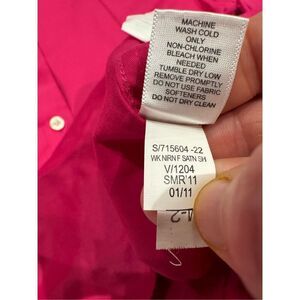 MACHINE
WASH COLD
ONLY
NON-CHLORINE
BLEACH WHEN
NEEDED
TUMBLE DRY LOW
REMOVE PROMPTLY
DO NOT USE FABRIC
SOFTENERS
DO NOT DRY CLEAN
S/715604 -22
WK NIRN F SATN SH
V/1204
SMR'11
01/11